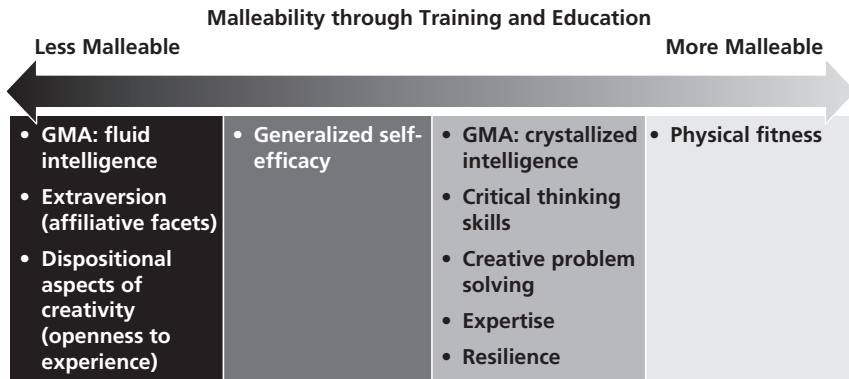 Malleability through Training and Education
Less Malleable
More Malleable
• GMA: fluid
intelligence
• Extraversion
(affiliative facets)
• Dispositional
aspects of
creativity
(openness to
experience)
• Generalized self-
efficacy
• GMA: crystallized
intelligence
• Critical thinking
skills
• Creative problem
solving
• Expertise
• Resilience
• Physical fitness